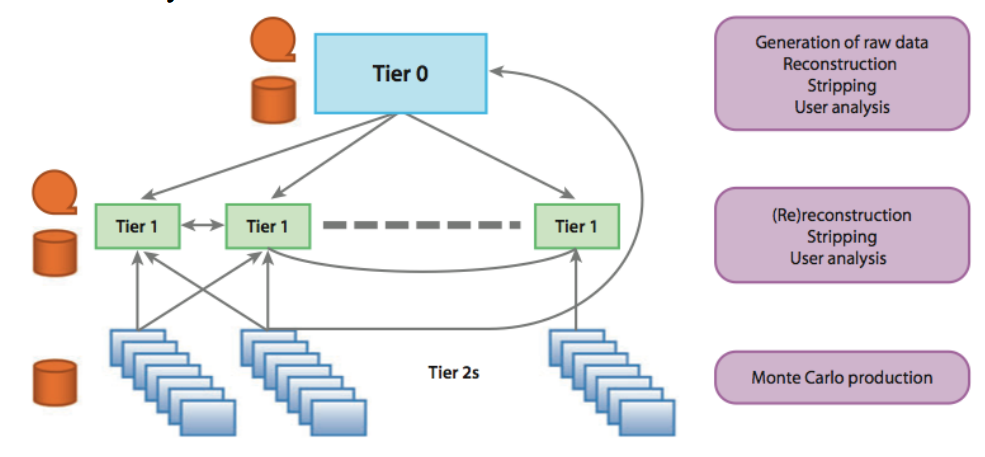 Tier 0
Generation of raw data
Reconstruction
Stripping
User analysis
Tier 1
Tier 1
Tier 1
(Re)reconstruction
Stripping
User analysis
Tier 2s
Monte Carlo production